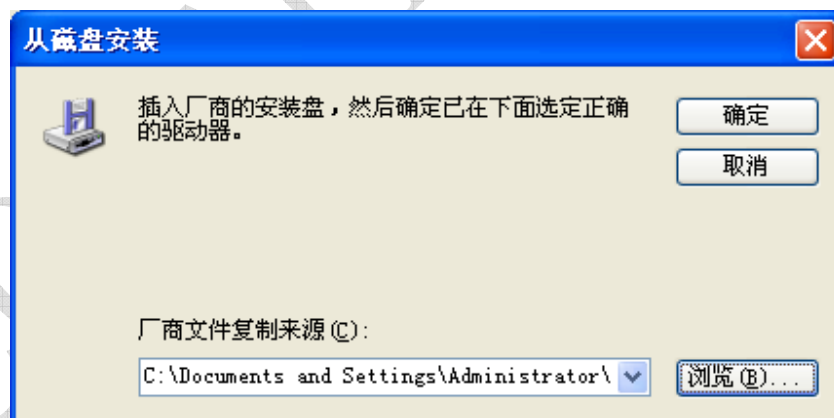 从磁盘安装
插入厂商的安装盘，然后确定已在下面选定正确
的驱动器。
确定
取消
厂商文件复制来源(C):
C:\Documents and Settings\Administrator\
浏览(B)...